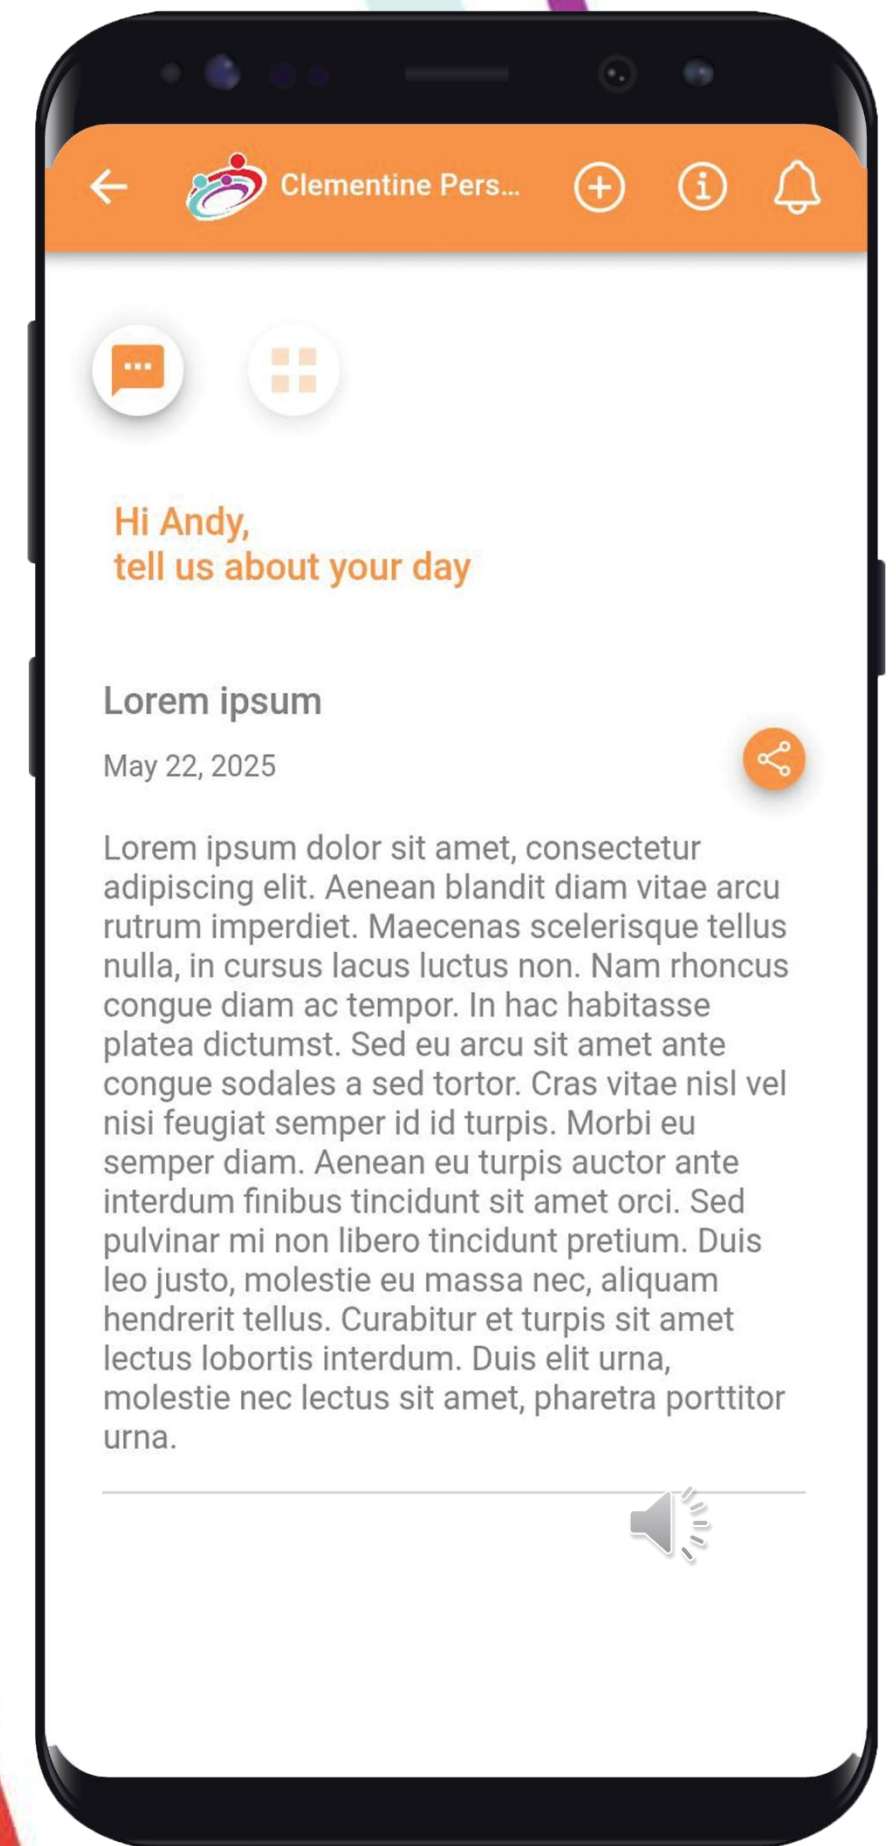 Clementine Pers...
Hi Andy,
tell us about your day
Lorem ipsum
May 22, 2025
Lorem ipsum dolor sit amet, consectetur
adipiscing elit. Aenean blandit diam vitae arcu
rutrum imperdiet. Maecenas scelerisque tellus
nulla, in cursus lacus luctus non. Nam rhoncus
congue diam ac tempor. In hac habitasse
platea dictumst. Sed eu arcu sit amet ante
congue sodales a sed tortor. Cras vitae nisl vel
nisi feugiat semper id id turpis. Morbi eu
semper diam. Aenean eu turpis auctor ante
interdum finibus tincidunt sit amet orci. Sed
pulvinar mi non libero tincidunt pretium. Duis
leo justo, molestie eu massa nec, aliquam
hendrerit tellus. Curabitur et turpis sit amet
lectus lobortis interdum. Duis elit urna,
molestie nec lectus sit amet, pharetra porttitor
urna.